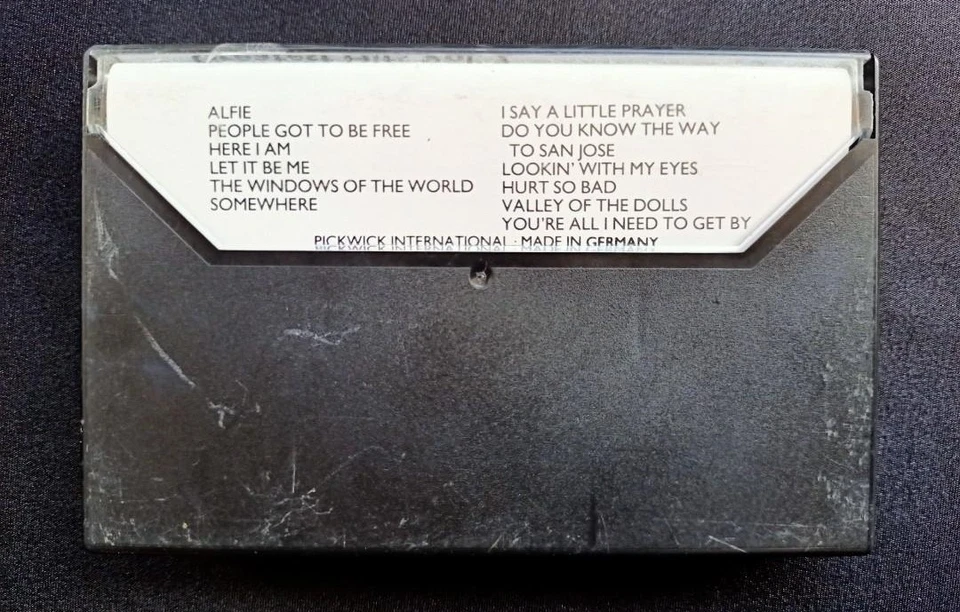 ALFIE
PEOPLE GOT TO BE FREE
HERE I AM
LET IT BE ME
THE WINDOWS OF THE WORLD
SOMEWHERE
I SAY A LITTLE PRAYER
DO YOU KNOW THE WAY
TO SAN JOSE
LOOKIN' WITH MY EYES
HURT SO BAD
VALLEY OF THE DOLLS
YOU'RE ALL I NEED TO GET BY
PICKWICK INTERNATIONAL · MADE IN GERMANY